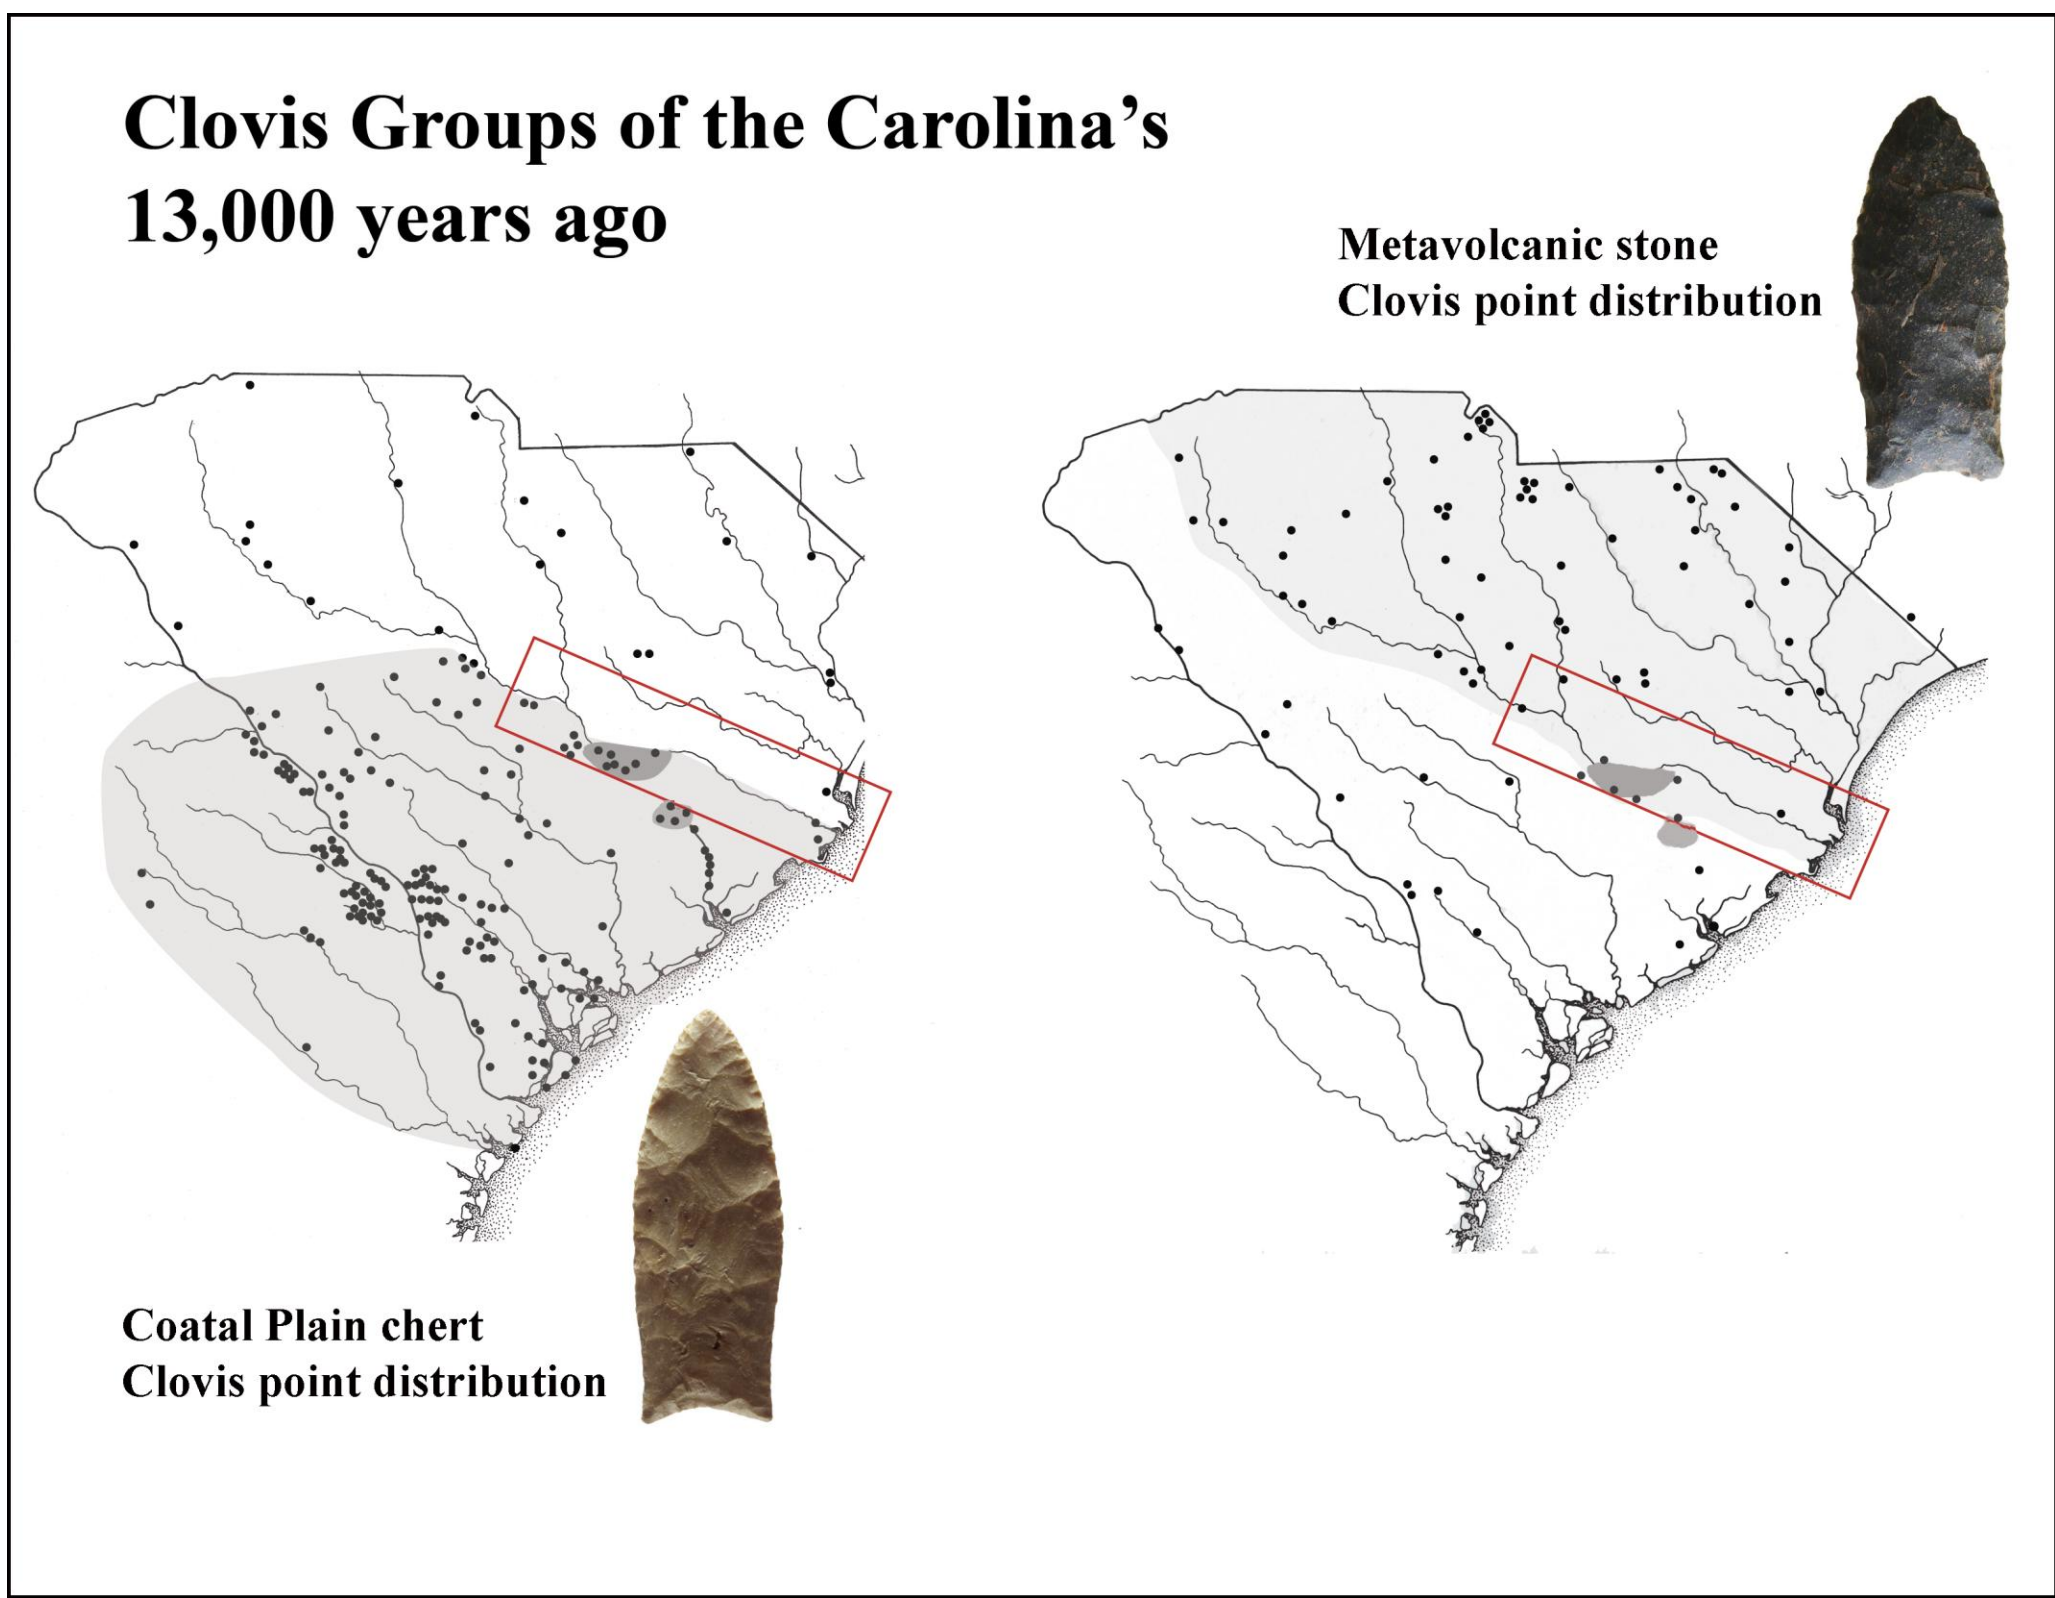 Clovis Groups of the Carolina’s
13,000 years ago
Metavolcanic stone
Clovis point distribution
Coatal Plain chert
Clovis point distribution